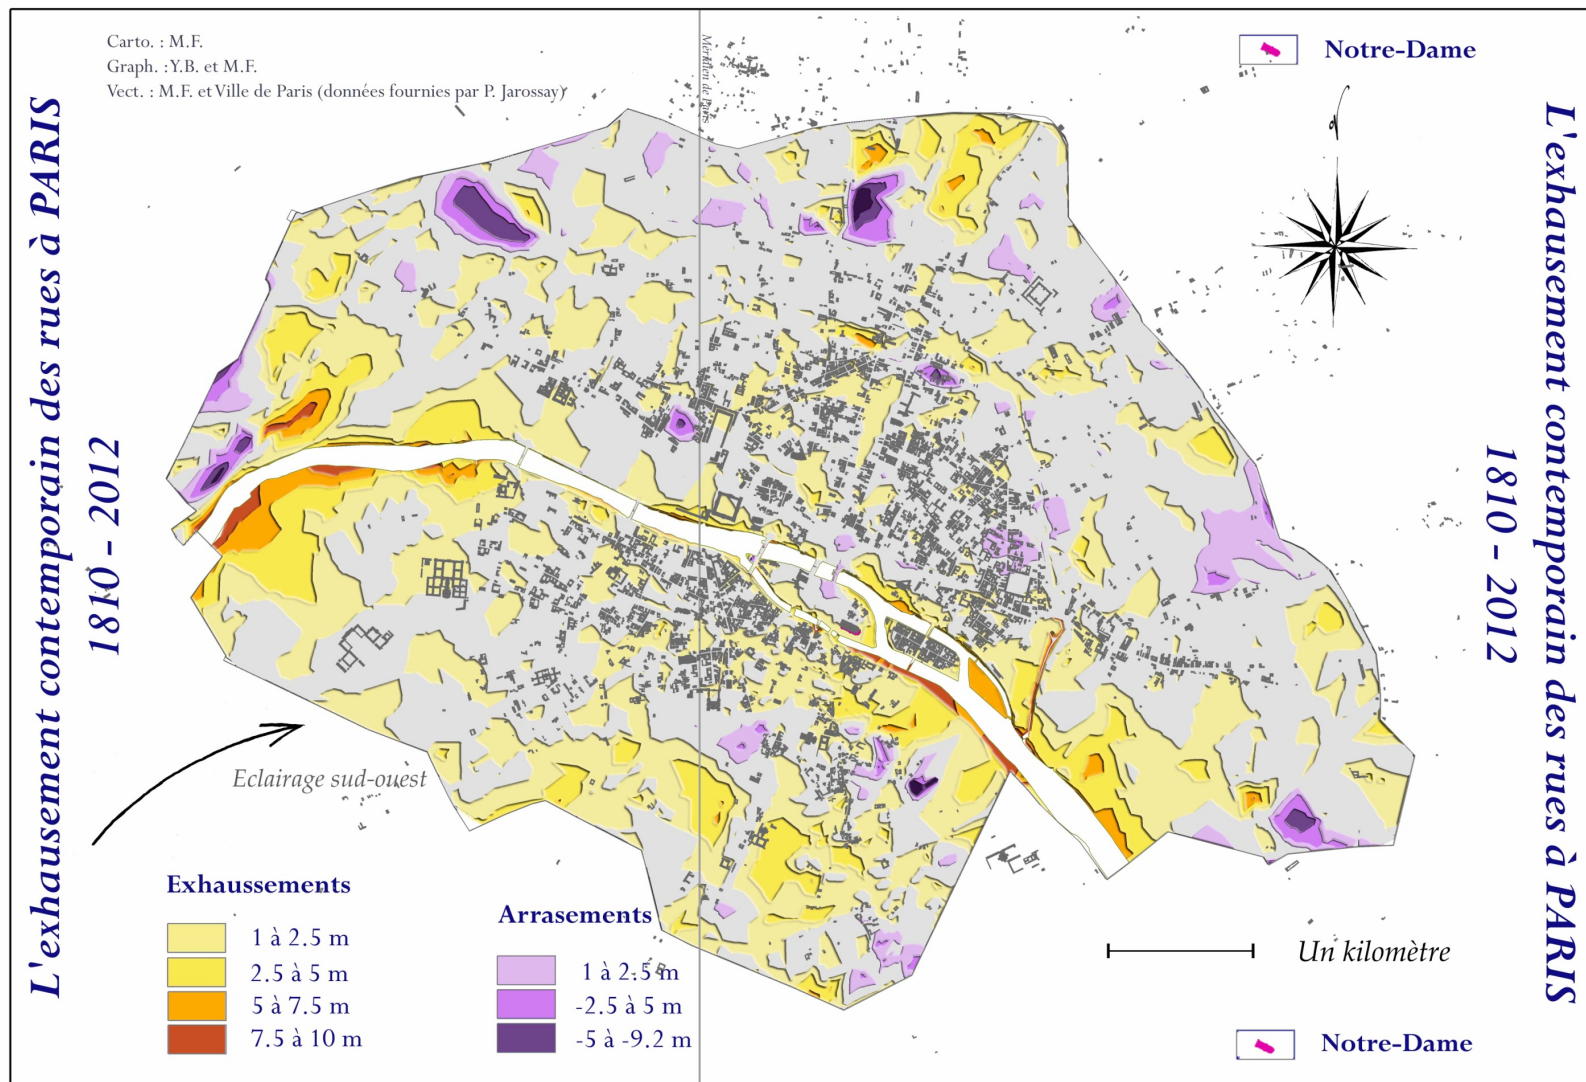 Carto. : M.F.
Graph. :Y.B. et M.F.
Vect. : M.F. et Ville de Paris (données fournies par P. Jarossay)
Méridien de Paris
Notre-Dame
L'exhausement contemporain des rues à PARIS
1810 - 2012
L'exhausement contemporain des rues à PARIS
1810 - 2012
Eclairage sud-ouest
Exhaussements
1 à 2.5 m
2.5 à 5 m
5 à 7.5 m
7.5 à 10 m
Arrasements
1 à 2.5 m
-2.5 à 5 m
-5 à -9.2 m
Un kilomètre
Notre-Dame